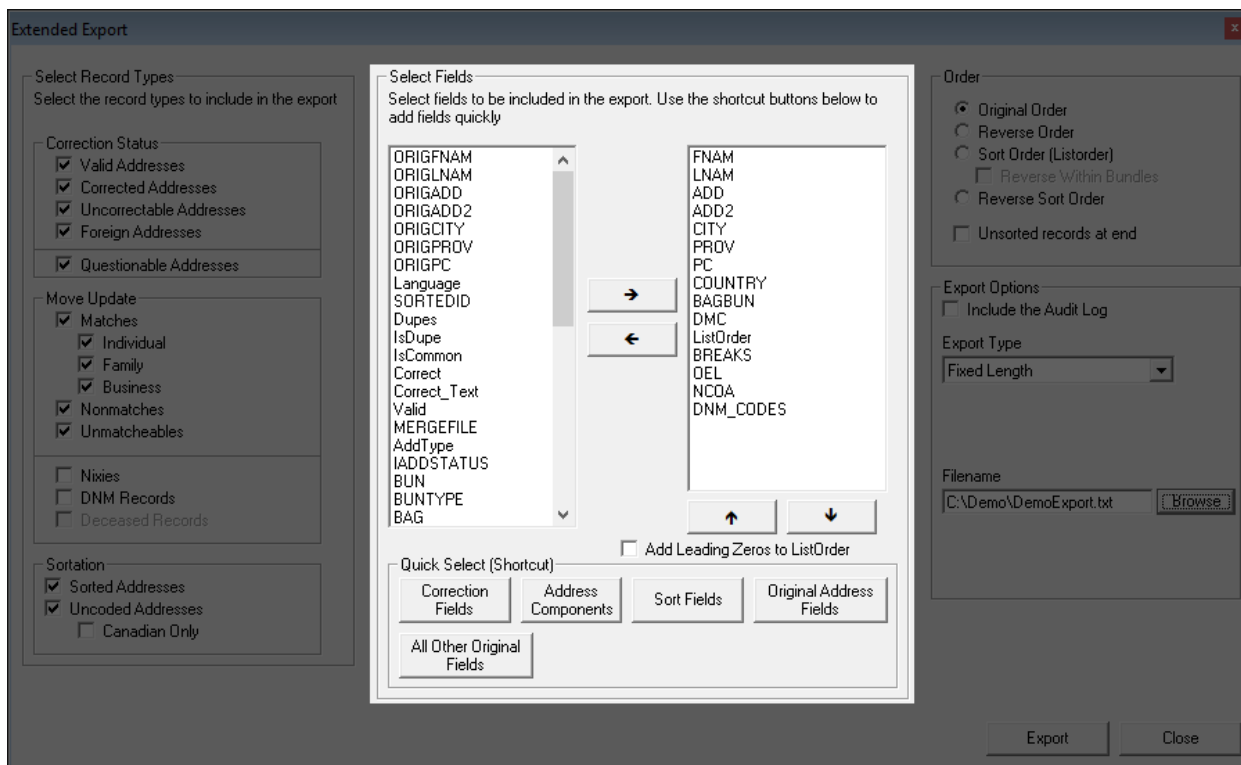 Extended Export
Select Record Types
Select the record types to include in the export
Correction Status
Valid Addresses
Corrected Addresses
Uncorrectable Addresses
Foreign Addresses
Questionable Addresses
Move Update
Matches
Individual
Family
Business
Nonmatches
Unmatcheables
Nixies
DNM Records
Deceased Records
Sortation
Sorted Addresses
Uncoded Addresses
Canadian Only
Select Fields
Select fields to be included in the export. Use the shortcut buttons below to
add fields quickly
ORIGFNAM
ORIGLNAM
ORIGADD
ORIGADD2
ORIGCITY
ORIGPROV
ORIGPC
Language
SORTEDID
Dupes
IsDupe
IsCommon
Correct
Correct_Text
Valid
MERGEFILE
AddType
IADDSTATUS
BUN
BUNTYPE
BAG
FNAM
LNAM
ADD
ADD2
CITY
PROV
PC
COUNTRY
BAGBUN
DMC
ListOrder
BREAKS
OEL
NCOA
DNM_CODES
Add Leading Zeros to ListOrder
Quick Select (Shortcut)
Correction
Fields
Address
Components
Sort Fields
Original Address
Fields
All Other Original
Fields
Order
Original Order
Reverse Order
Sort Order (Listorder)
Reverse Within Bundles
Reverse Sort Order
Unsorted records at end
Export Options
Include the Audit Log
Export Type
Fixed Length
Filename
C:\Demo\DemoExport.txt
Browse
Export
Close